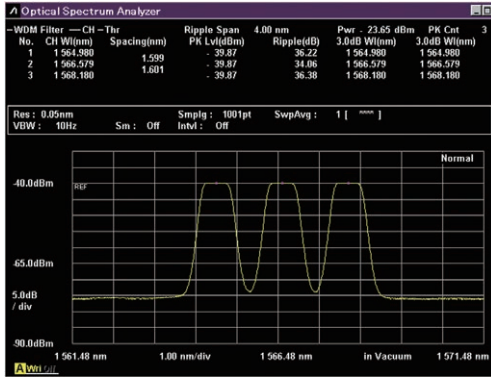 Optical Spectrum Analyzer
WDM Filter — CH — Thr Ripple Span 4.00 nm Pwr - 23.65 dBm PK Cnt 3
No. CH Wl(nm) Spacing(nm) PK Lvl(dBm) Ripple(dB) 3.0dB Wl(nm) 3.0dB Wl(nm)
1 1 564.980 - 39.87 36.22 1 564.980 1 564.980
1.599
2 1 566.579 - 39.87 34.06 1 566.579 1 566.579
1.601
3 1 568.180 - 39.87 36.38 1 568.180 1 568.180
Res : 0.05nm Smplg : 1001pt SwpAvg : 1 [ ]
VBW : 10Hz Sm : Off Intvl : Off
Normal
-40.0dBm REF
-65.0dBm
5.0dB
/ div
-90.0dBm
1 561.48 nm 1.00 nm/div 1 566.48 nm in Vacuum 1 571.48 nm
A Wri Off